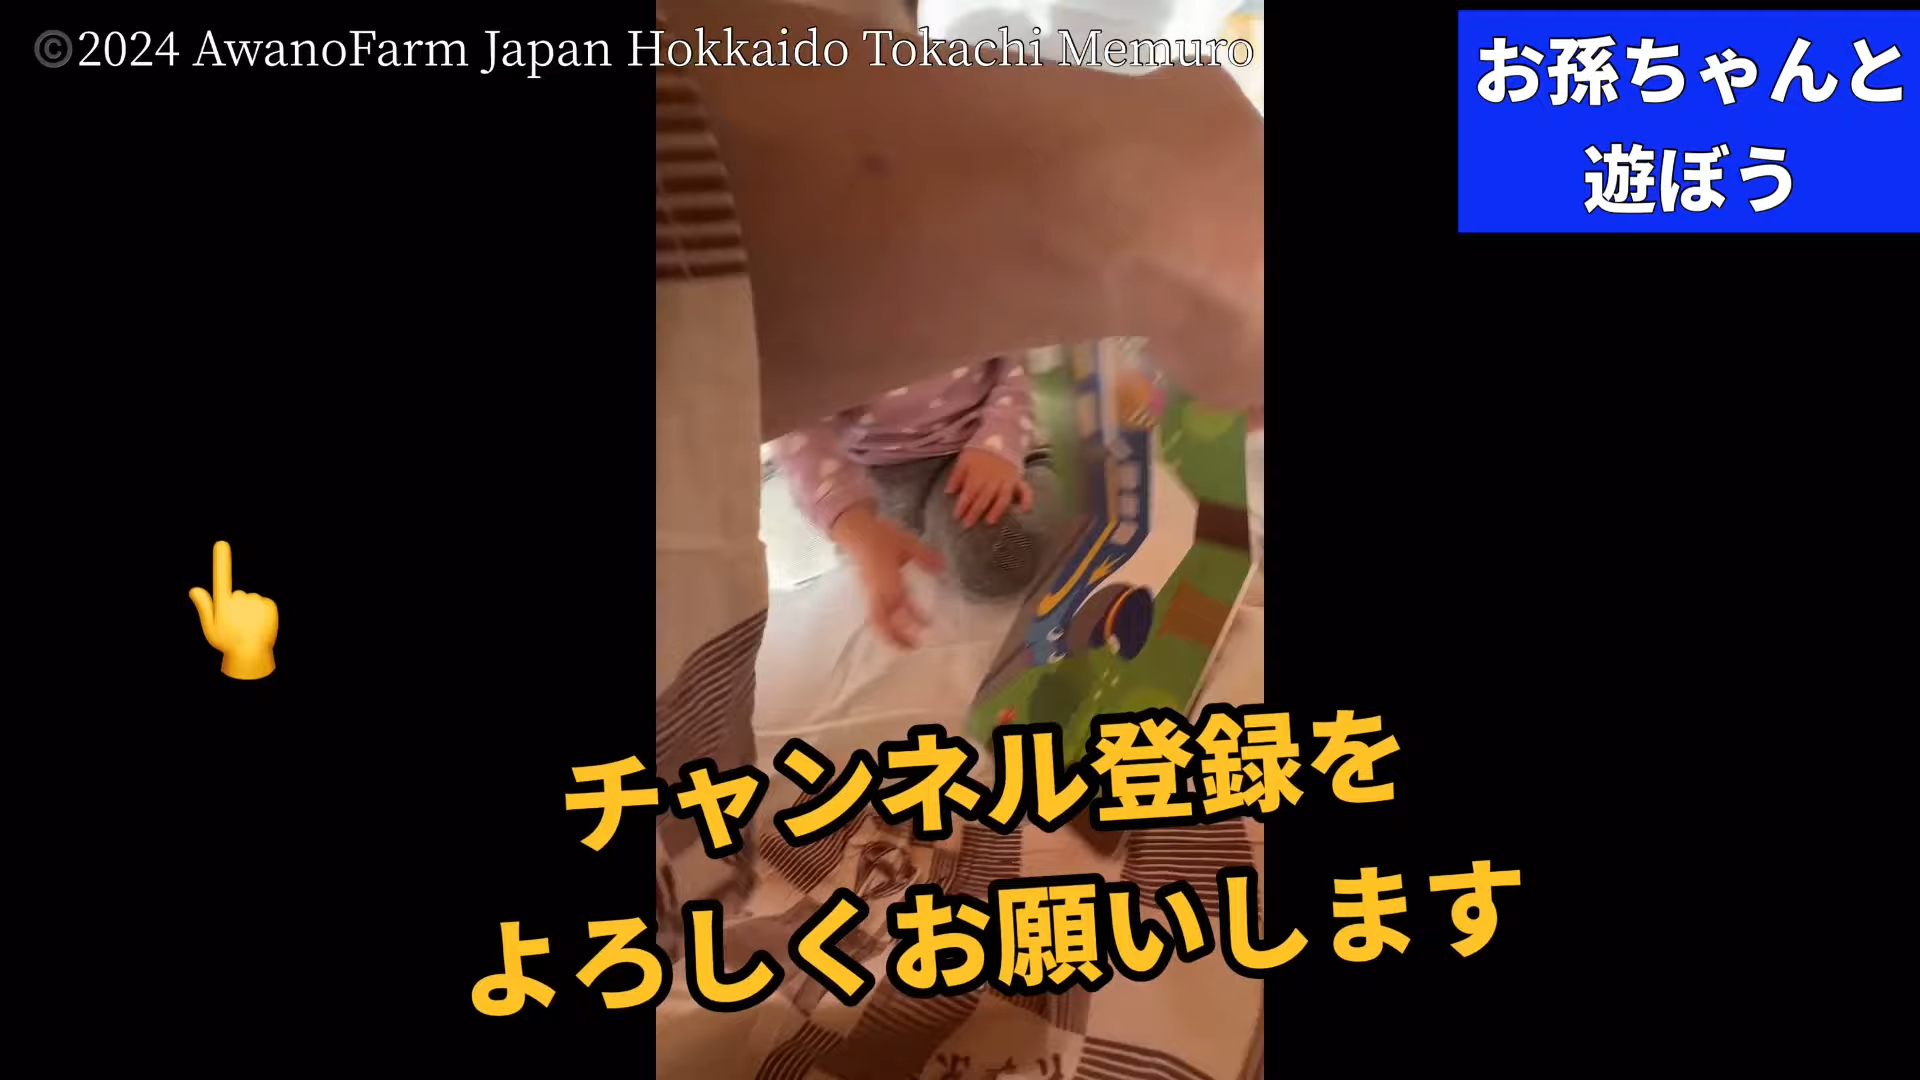 ©2024 AwanoFarm Japan Hokkaido Tokachi Memuro
お孫ちゃんと
遊ぼう
チャンネル登録を
よろしくお願いします